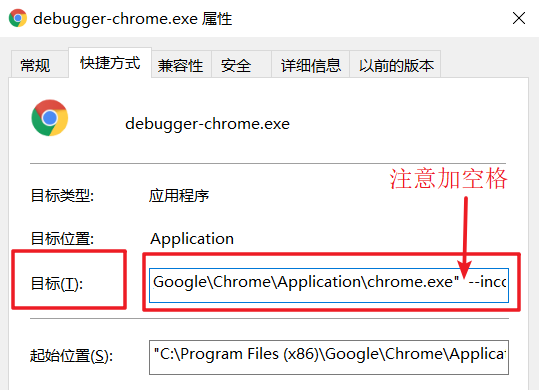 debugger-chrome.exe 属性
常规 快捷方式 兼容性 安全 详细信息 以前的版本
debugger-chrome.exe
注意加空格
目标类型: 应用程序
目标位置: Application
目标(T): Google\Chrome\Application\chrome.exe" --inco
起始位置(S): "C:\Program Files (x86)\Google\Chrome\Applicat